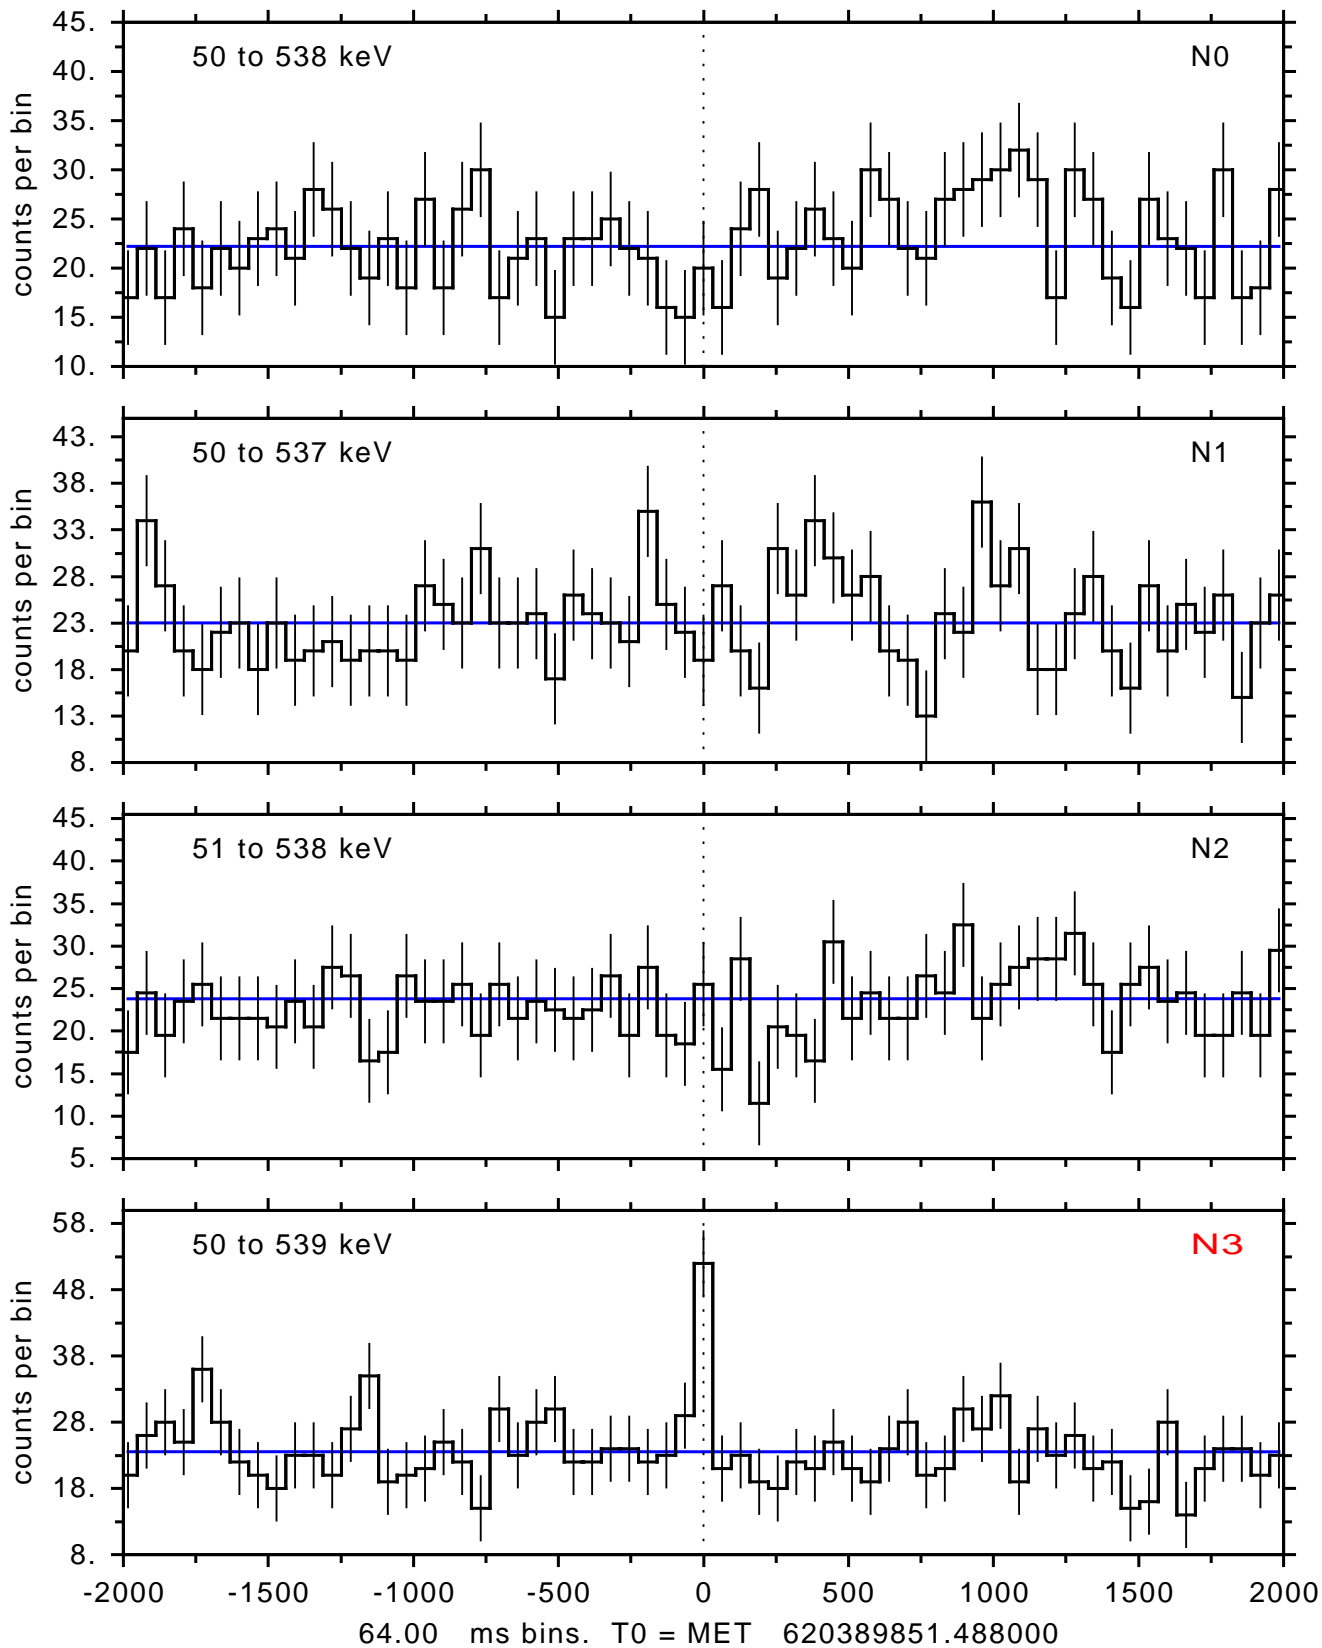 45.
40.
35.
30.
25.
20.
15.
10.
counts per bin
50 to 538 keV
N0
43.
38.
33.
28.
23.
18.
13.
8.
counts per bin
50 to 537 keV
N1
45.
40.
35.
30.
25.
20.
15.
10.
5.
counts per bin
51 to 538 keV
N2
58.
48.
38.
28.
18.
8.
counts per bin
50 to 539 keV
N3
-2000 -1500 -1000 -500 0 500 1000 1500 2000
64.00 ms bins. T0 = MET 620389851.488000